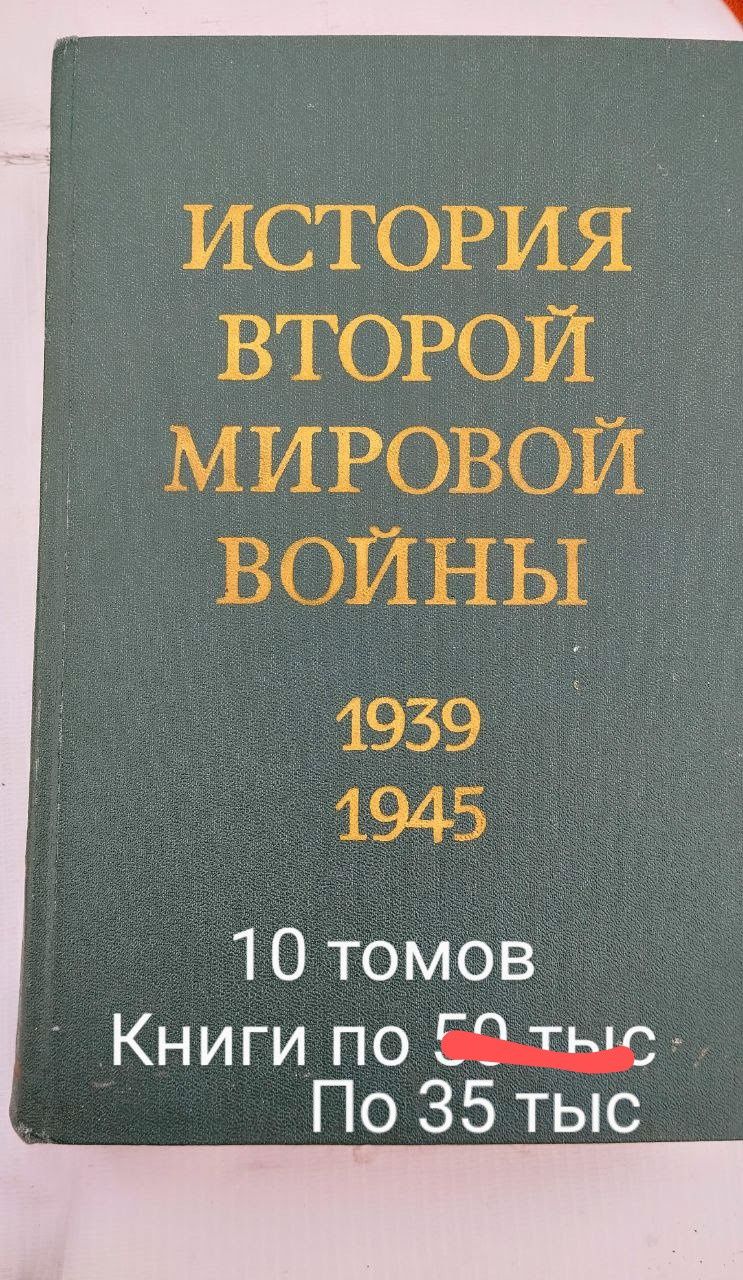 ИСТОРИЯ
ВТОРОЙ
МИРОВОЙ
ВОЙНЫ
1939
1945
10 томов
Книги по 50 тыс
По 35 тыс